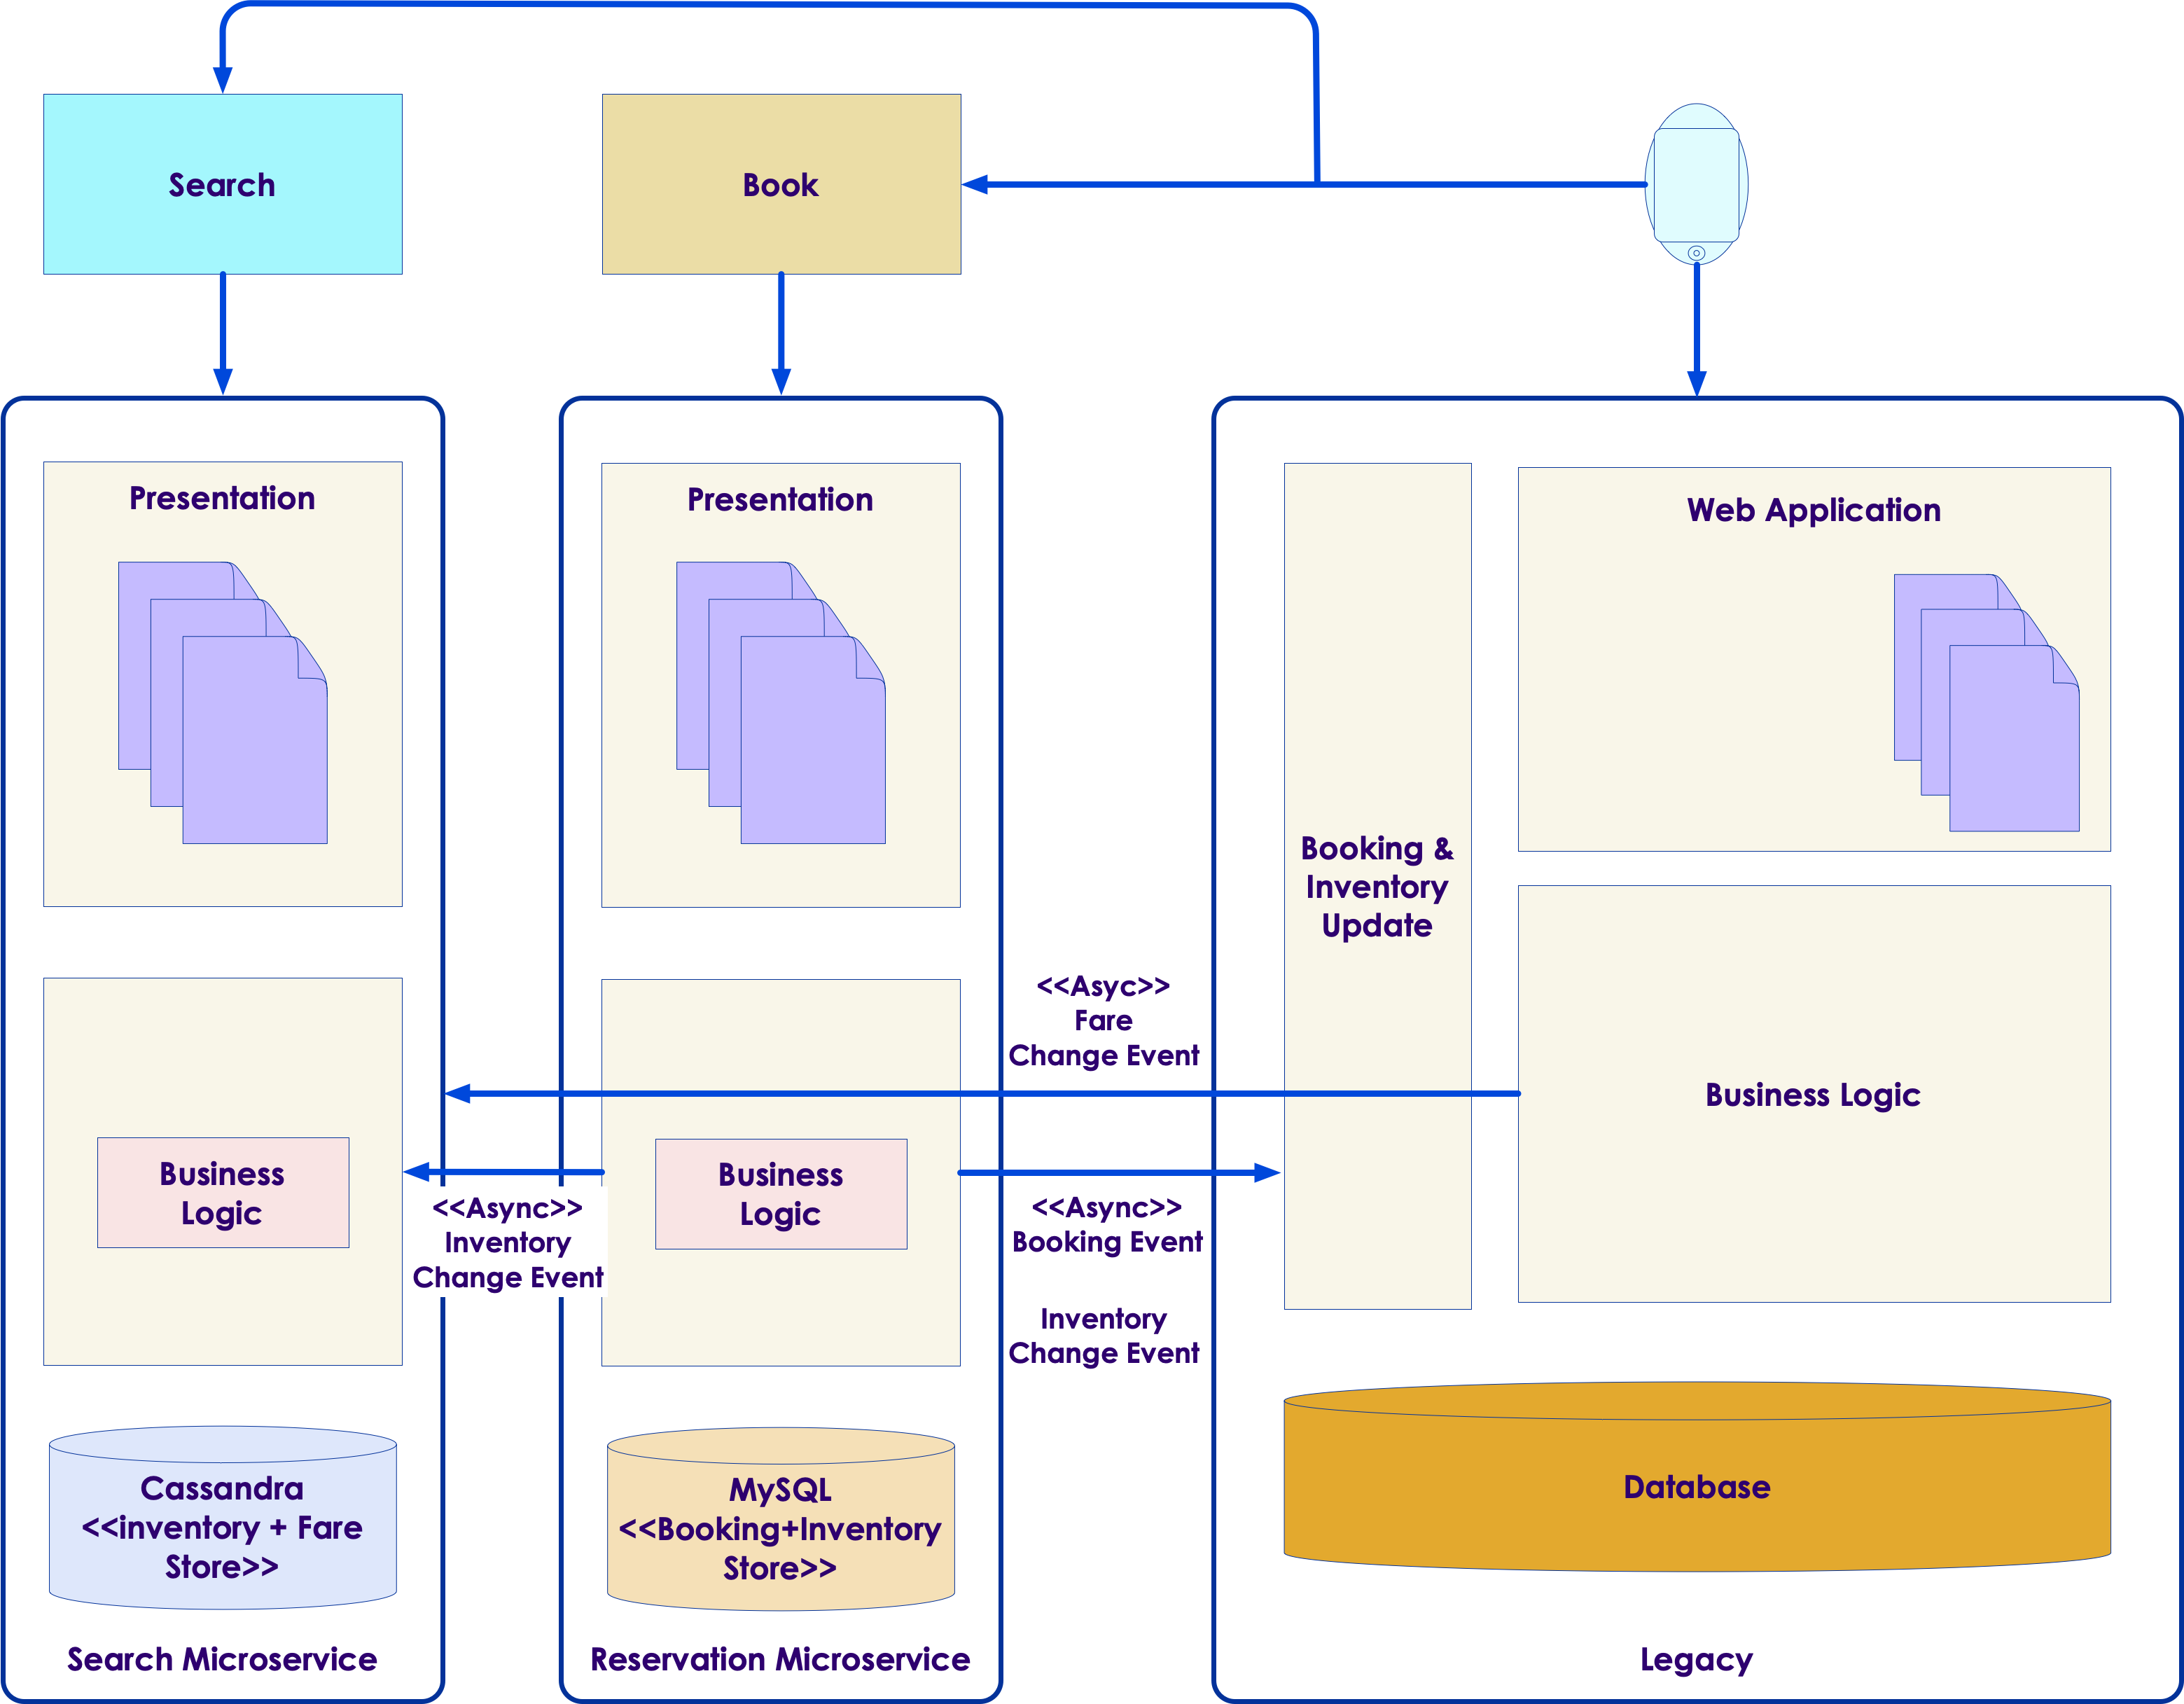 Search
Book
Presentation
Presentation
Web Application
Booking &
Inventory
Update
<<Asyc>>
Fare
Change Event
Business Logic
Business
Logic
<<Async>>
Inventory
Change Event
Business
Logic
<<Async>>
Booking Event
Inventory
Change Event
Cassandra
<<inventory + Fare
Store>>
MySQL
<<Booking+Inventory
Store>>
Database
Search Microservice
Reservation Microservice
Legacy